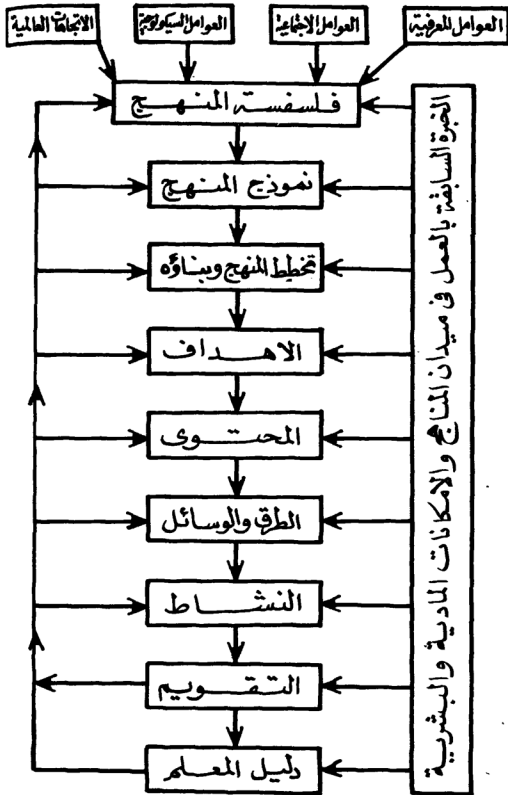 العوامل المعرفية
العوامل الاجتماعية
العوامل السيكولوجية
الاتجاهات العالمية
فلسفة المنهج
نموذج المنهج
تخطيط المنهج وبناؤه
الاهداف
المحتوى
الطرق والوسائل
النشاط
التقويم
دليل المعلم
الخبرة السابقة بالعمل فى ميدان المناهج والامكانات المادية والبشرية